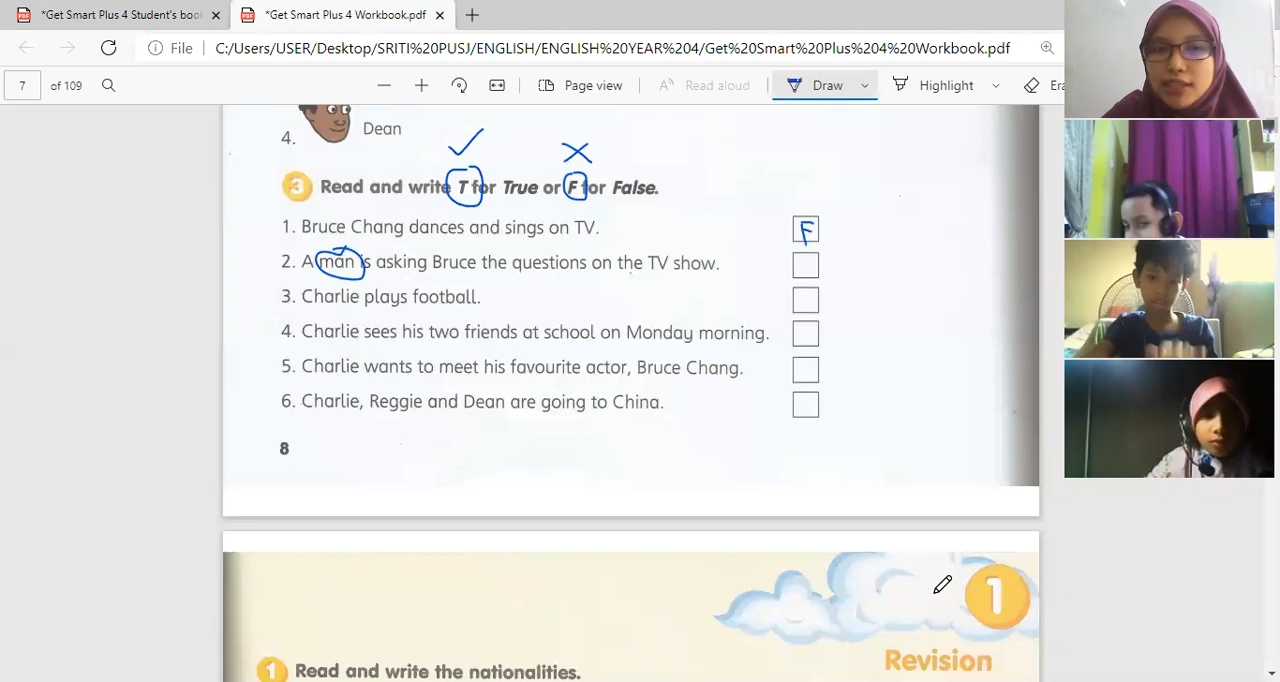 *Get Smart Plus 4 Student's boo
*Get Smart Plus 4 Workbook.pdf
File C:/Users/USER/Desktop/SRITI%20PUSJ/ENGLISH/ENGLISH%20YEAR%204/Get%20Smart%20Plus%204%20Workbook.pdf
7 of 109 Page view Read aloud Draw Highlight Era
4. Dean
3 Read and write T for True or F for False.
1. Bruce Chang dances and sings on TV. F
2. A man is asking Bruce the questions on the TV show.
3. Charlie plays football.
4. Charlie sees his two friends at school on Monday morning.
5. Charlie wants to meet his favourite actor, Bruce Chang.
6. Charlie, Reggie and Dean are going to China.
8
1
Revision
1 Read and write the nationalities.